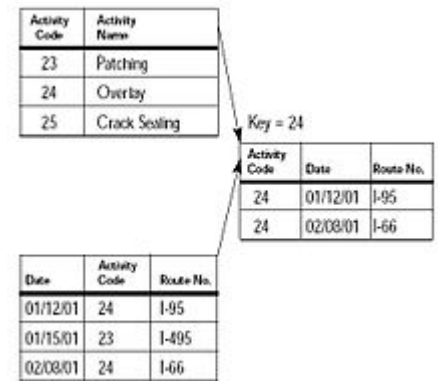 Activity Code Activity Name
23 Patching
24 Overlay
25 Crack Sealing
Key = 24
Activity Code Date Route No.
24 01/12/01 I-95
24 02/08/01 I-66
Date Activity Code Route No.
01/12/01 24 I-95
01/15/01 23 I-495
02/08/01 24 I-66